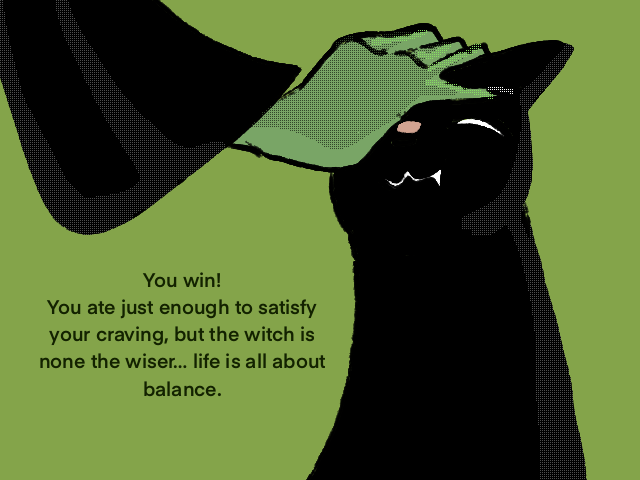 You win!
You ate just enough to satisfy
your craving, but the witch is
none the wiser... life is all about
balance.